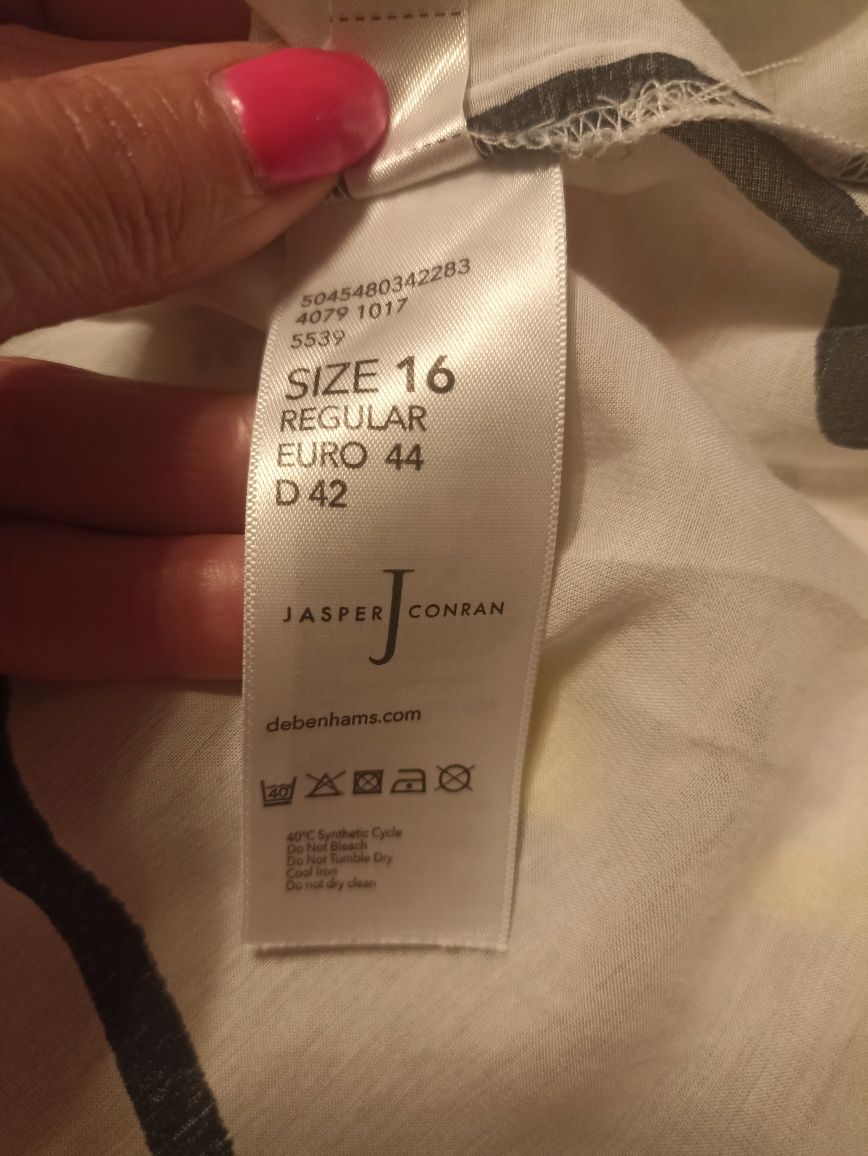 5045480342283
4079 1017
5539
SIZE 16
REGULAR
EURO 44
D 42
JASPER J CONRAN
debenhams.com
40
40°C Synthetic Cycle
Do Not Bleach
Do Not Tumble Dry
Cool Iron
Do not dry clean